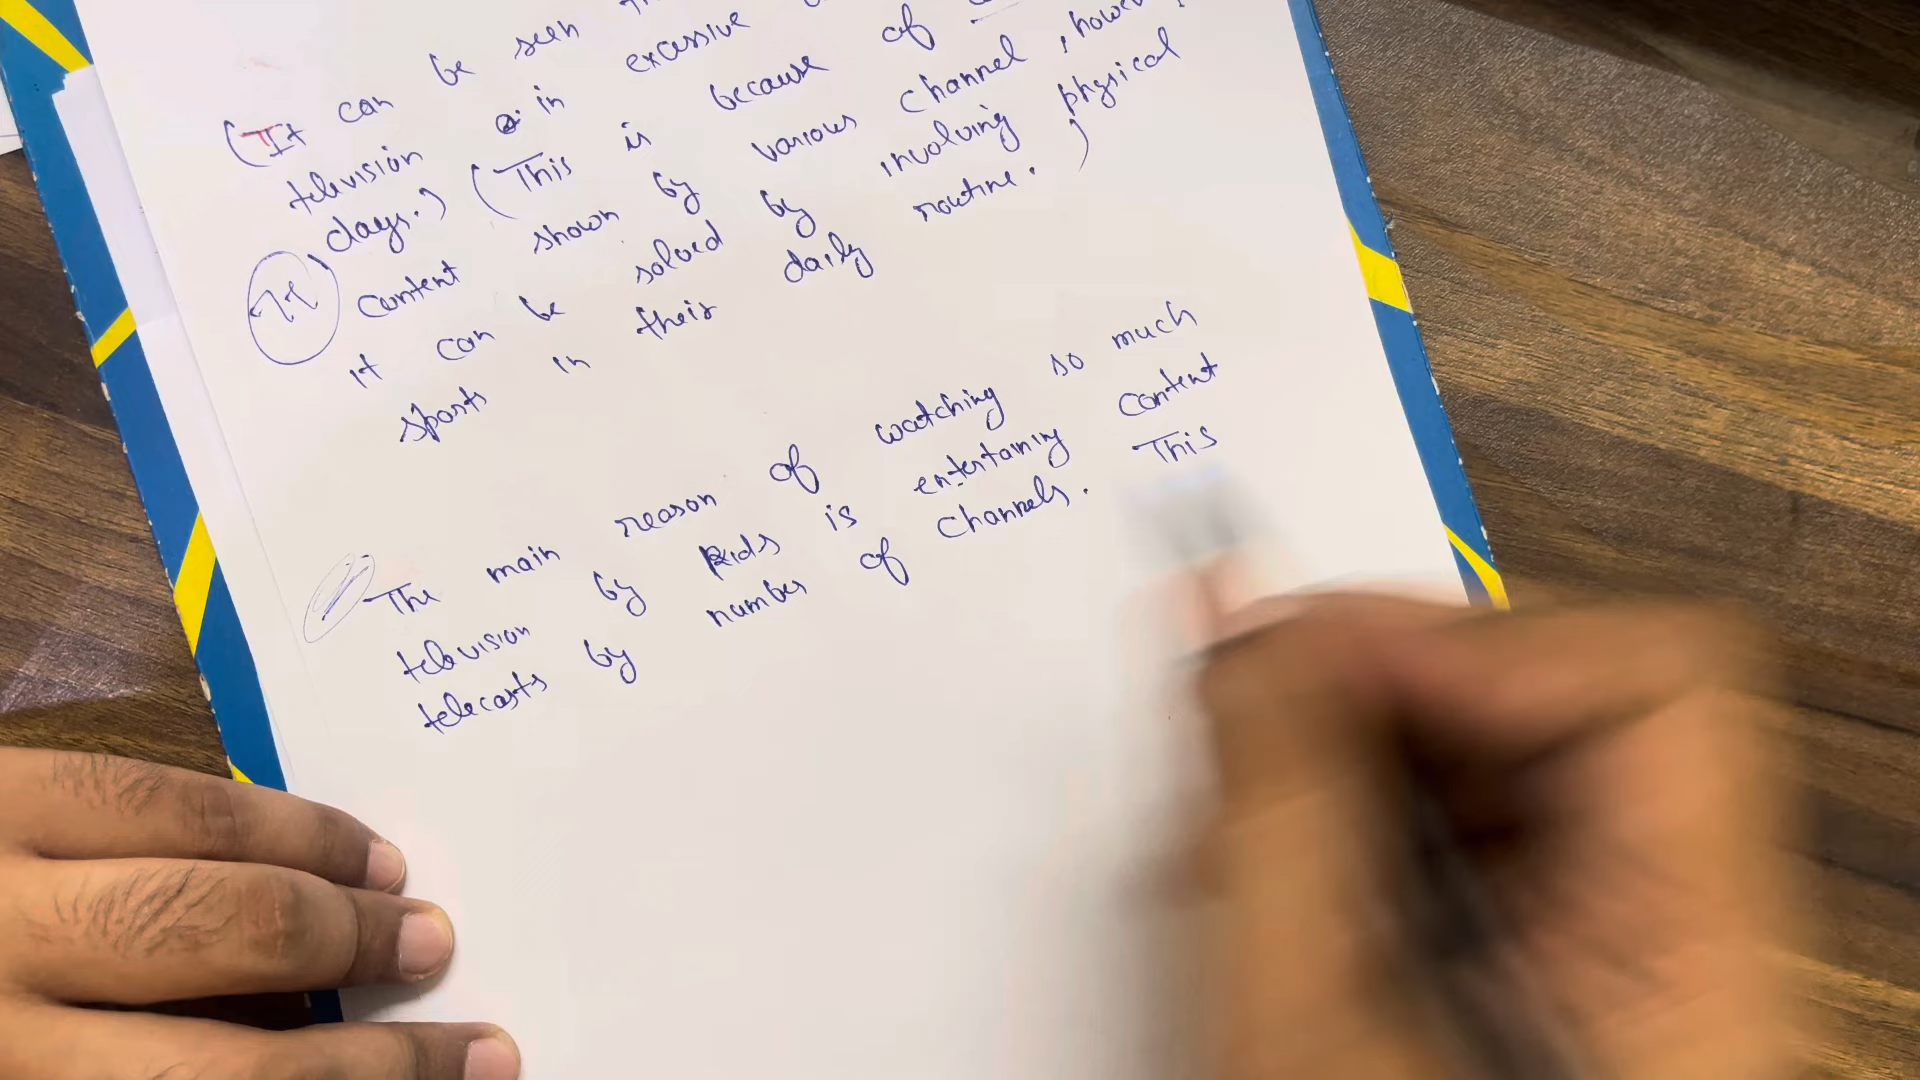 (It can be seen
television in excessive
days.) (This is because of
content shown by various channel, howev
it can be solved by involving physical
sports in their daily routine.)
The main reason of watching so much
television by kids is entertaining content
telecasts by number of channels. This